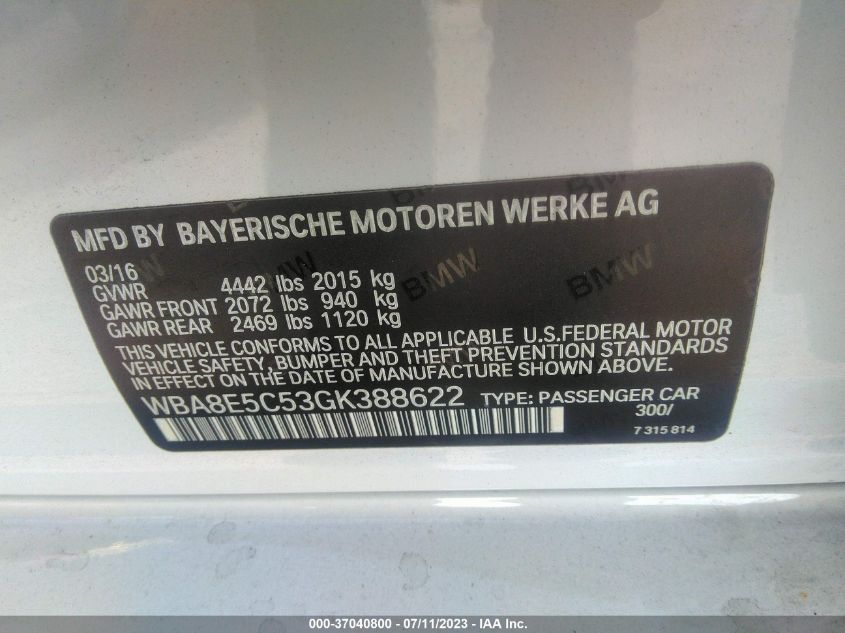 MFD BY BAYERISCHE MOTOREN WERKE AG
03/16
GVWR 4442 lbs 2015 kg
GAWR FRONT 2072 lbs 940 kg
GAWR REAR 2469 lbs 1120 kg
THIS VEHICLE CONFORMS TO ALL APPLICABLE U.S.FEDERAL MOTOR
VEHICLE SAFETY, BUMPER AND THEFT PREVENTION STANDARDS
IN EFFECT ON THE DATE OF MANUFACTURE SHOWN ABOVE.
WBA8E5C53GK388622 TYPE: PASSENGER CAR
300/
7 315 814
BMW BMW
000-37040800 - 07/11/2023 - IAA Inc.